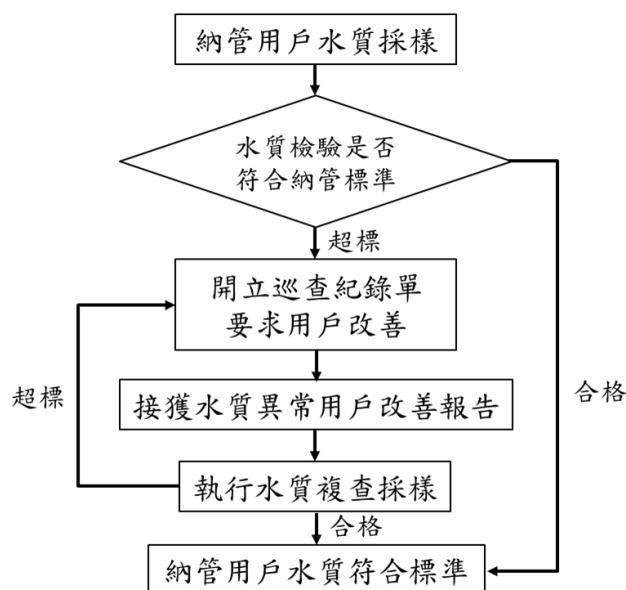 納管用戶水質採樣
水質檢驗是否
符合納管標準
超標
開立巡查紀錄單
要求用戶改善
超標
合格
接獲水質異常用戶改善報告
執行水質複查採樣
合格
納管用戶水質符合標準